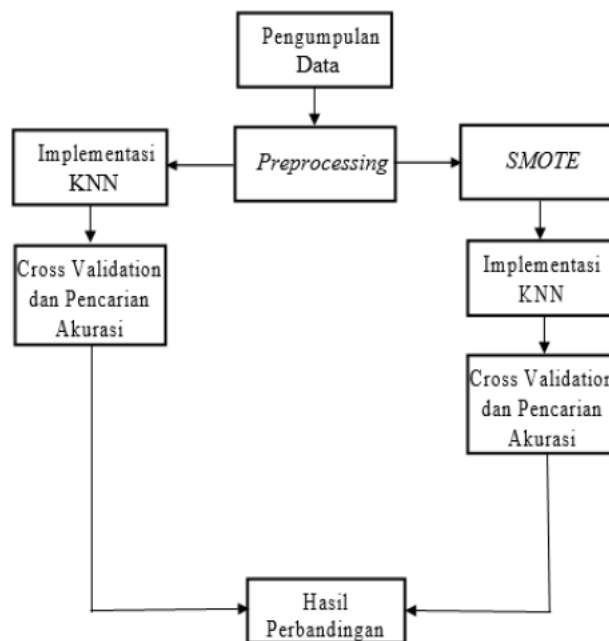 Pengumpulan
Data
Implementasi
KNN
Preprocessing
SMOTE
Cross Validation
dan Pencarian
Akurasi
Implementasi
KNN
Cross Validation
dan Pencarian
Akurasi
Hasil
Perbandingan